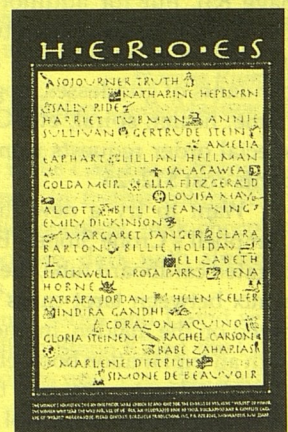 H·E·R·O·E·S
SOJOURNER TRUTH
KATHARINE HEPBURN
SALLY RIDE
HARRIET TUBMAN ANNIE
SULLIVAN GERTRUDE STEIN
AMELIA
EARHART LILLIAN HELLMAN
SACAGAWEA
GOLDA MEIR ELLA FITZGERALD
LOUISA MAY
ALCOTT BILLIE JEAN KING
EMILY DICKINSON
MARGARET SANGER CLARA
BARTON BILLIE HOLIDAY
ELIZABETH
BLACKWELL ROSA PARKS LENA
HORNE
BARBARA JORDAN HELEN KELLER
INDIRA GANDHI
CORAZON AQUINO
GLORIA STEINEM RACHEL CARSON
BABE ZAHARIAS
MARLENE DIETRICH
SIMONE DE BEAUVOIR